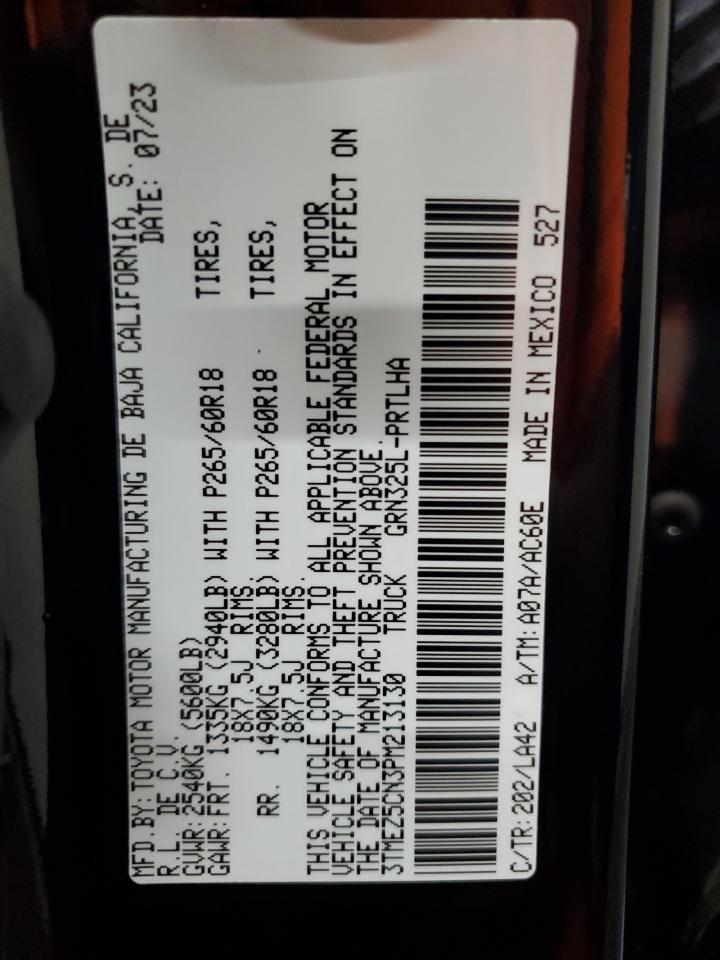 MFD.BY:TOYOTA MOTOR MANUFACTURING DE BAJA CALIFORNIA, S. DE
R.L. DE C.V. DATE: 07/23
GVWR:2540KG (5600LB)
GAWR:FRT. 1335KG (2940LB) WITH P265/60R18 TIRES,
18X7.5J RIMS.
RR. 1490KG (3280LB) WITH P265/60R18 TIRES,
18X7.5J RIMS.
THIS VEHICLE CONFORMS TO ALL APPLICABLE FEDERAL MOTOR
VEHICLE SAFETY AND THEFT PREVENTION STANDARDS IN EFFECT ON
THE DATE OF MANUFACTURE SHOWN ABOVE.
3TMEZ5CN3PM213130 TRUCK GRN325L-PRTLHA
C/TR:202/LA42 A/TM:A07A/AC60E MADE IN MEXICO 527